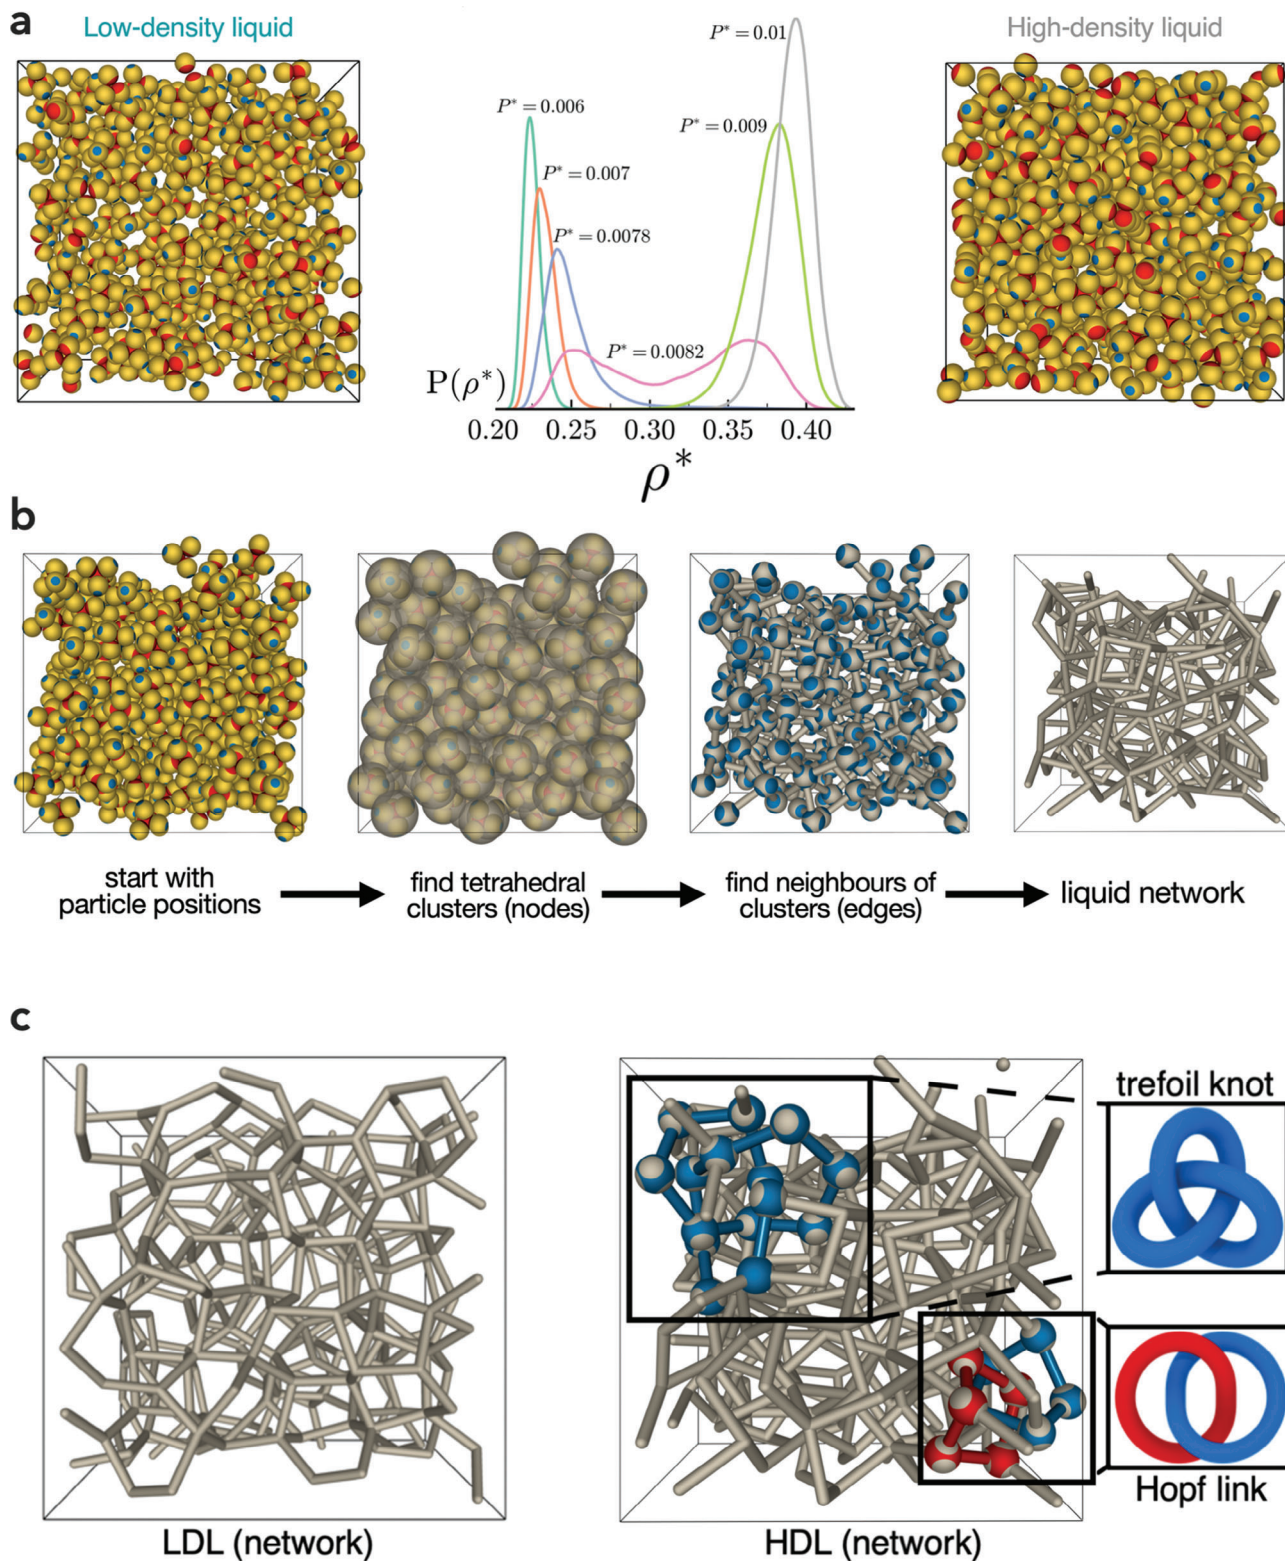 a
Low-density liquid
High-density liquid
P* = 0.01
P* = 0.006
P* = 0.009
P* = 0.007
P* = 0.0078
P* = 0.0082
P(ρ*)
0.20 0.25 0.30 0.35 0.40
ρ*
b
start with
particle positions
find tetrahedral
clusters (nodes)
find neighbours of
clusters (edges)
liquid network
c
trefoil knot
Hopf link
LDL (network)
HDL (network)